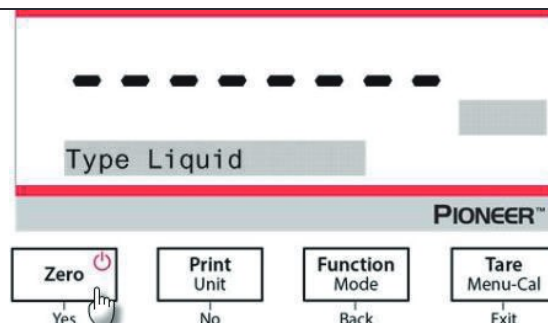 Type Liquid
PIONEER™
Zero Print Function Tare
Unit Mode Menu-Cal
Yes No Back Exit